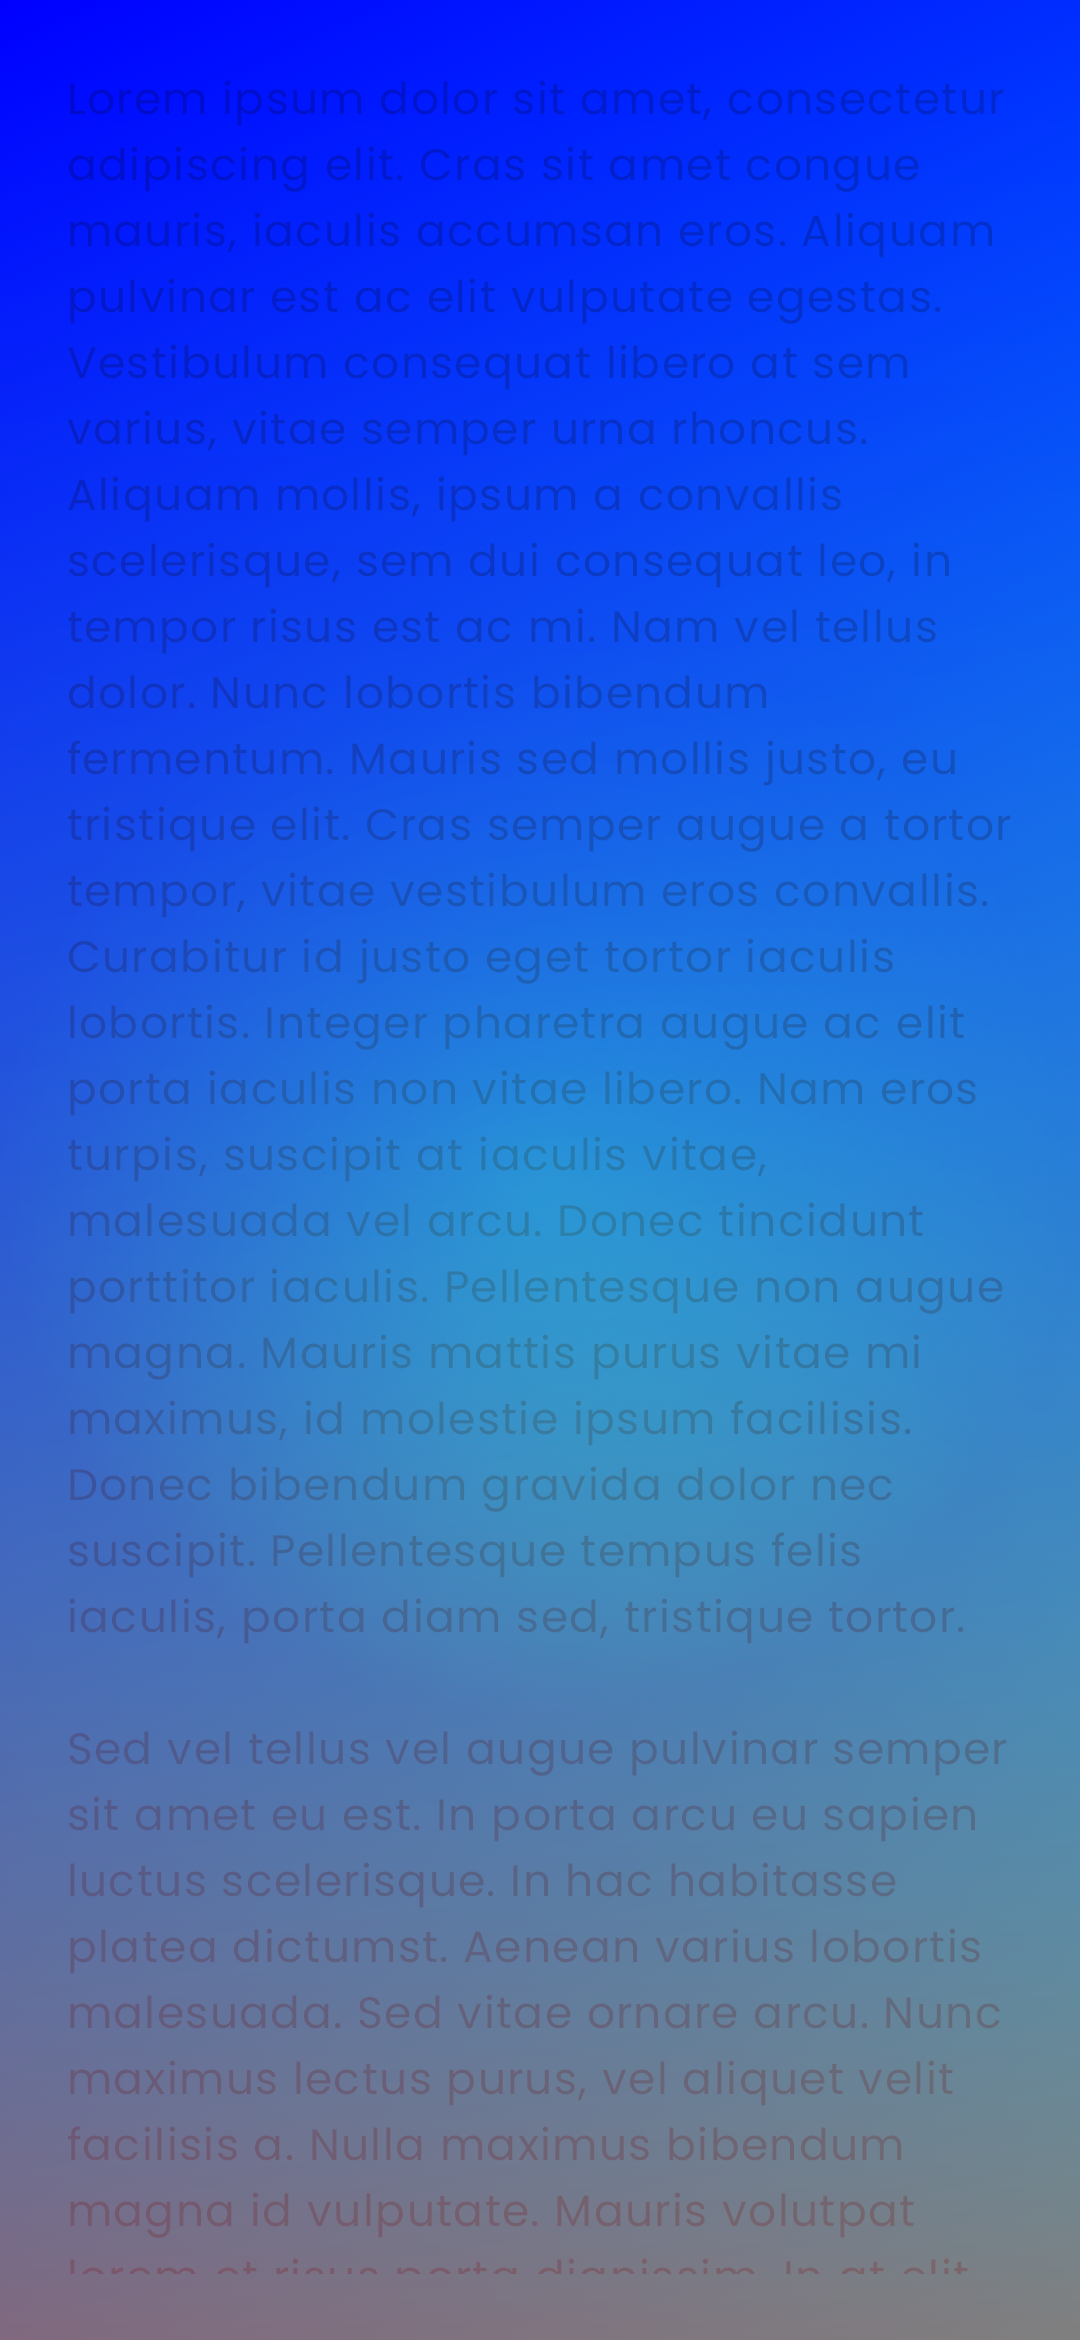 Lorem ipsum dolor sit amet, consectetur
adipiscing elit. Cras sit amet congue
mauris, iaculis accumsan eros. Aliquam
pulvinar est ac elit vulputate egestas.
Vestibulum consequat libero at sem
varius, vitae semper urna rhoncus.
Aliquam mollis, ipsum a convallis
scelerisque, sem dui consequat leo, in
tempor risus est ac mi. Nam vel tellus
dolor. Nunc lobortis bibendum
fermentum. Mauris sed mollis justo, eu
tristique elit. Cras semper augue a tortor
tempor, vitae vestibulum eros convallis.
Curabitur id justo eget tortor iaculis
lobortis. Integer pharetra augue ac elit
porta iaculis non vitae libero. Nam eros
turpis, suscipit at iaculis vitae,
malesuada vel arcu. Donec tincidunt
porttitor iaculis. Pellentesque non augue
magna. Mauris mattis purus vitae mi
maximus, id molestie ipsum facilisis.
Donec bibendum gravida dolor nec
suscipit. Pellentesque tempus felis
iaculis, porta diam sed, tristique tortor.
Sed vel tellus vel augue pulvinar semper
sit amet eu est. In porta arcu eu sapien
luctus scelerisque. In hac habitasse
platea dictumst. Aenean varius lobortis
malesuada. Sed vitae ornare arcu. Nunc
maximus lectus purus, vel aliquet velit
facilisis a. Nulla maximus bibendum
magna id vulputate. Mauris volutpat
lorem et risus porta dignissim. In at elit